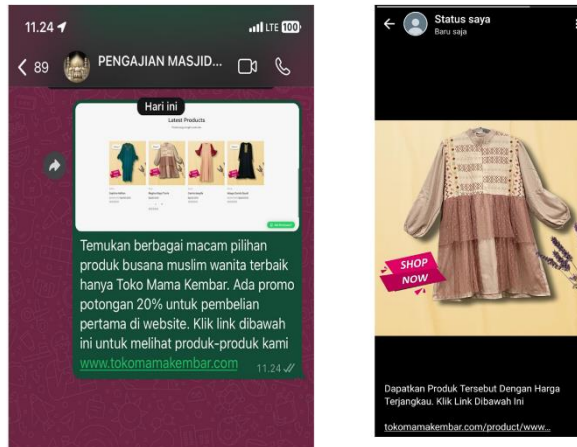 11.24
LTE 100
89
PENGAJIAN MASJID...
Hari ini
Latest Products
Temukan berbagai macam pilihan
produk busana muslim wanita terbaik
hanya Toko Mama Kembar. Ada promo
potongan 20% untuk pembelian
pertama di website. Klik link dibawah
ini untuk melihat produk-produk kami
www.tokomamakembar.com
11.24
Status saya
Baru saja
SHOP
NOW
Dapatkan Produk Tersebut Dengan Harga
Terjangkau. Klik Link Dibawah Ini
tokomamakembar.com/product/www...